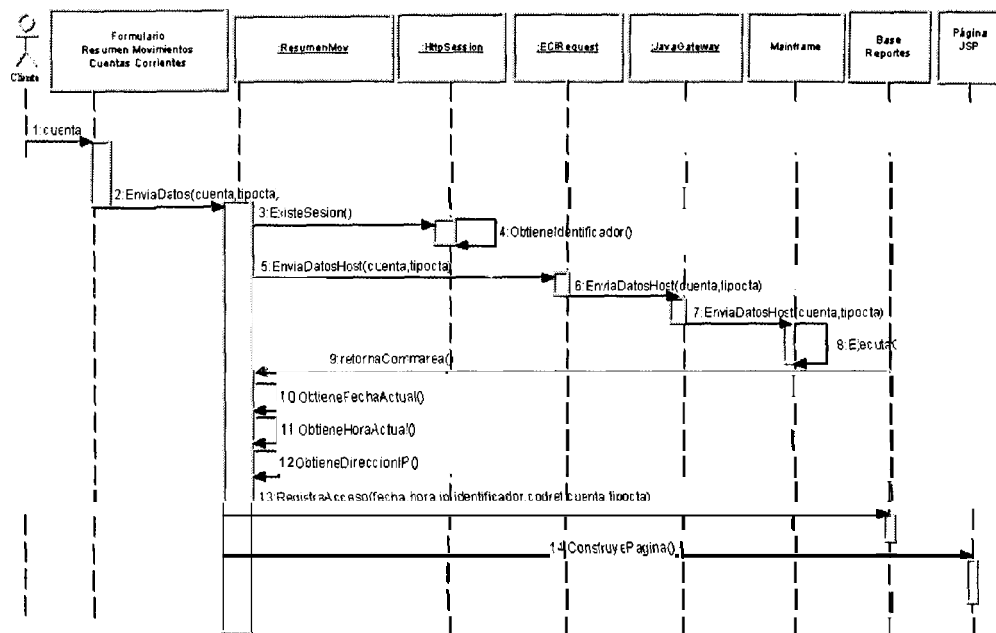 Cliente
Formulario
Resumen Movimientos
Cuentas Corrientes
:ResumenMov
:HttpSession
:ECIRequest
:JavaGateway
Mainframe
Base
Reportes
Página
JSP
1:cuenta
2:EnviaDatos(cuenta,tipocta,
3:ExisteSesion()
4:ObtieneIdentificador()
5:EnviaDatosHost(cuenta,tipocta)
6:EnviaDatosHost(cuenta,tipocta)
7:EnviaDatosHost(cuenta,tipocta)
8:Ejecuta(
9:retornaCommarea()
10 ObtieneFechaActual()
11 ObtieneHoraActual()
12 ObtieneDireccionIP()
13:RegistraAcceso(fecha,hora,ip,identificador,codret,cuenta,tipocta)
14:ConstruyePagina()